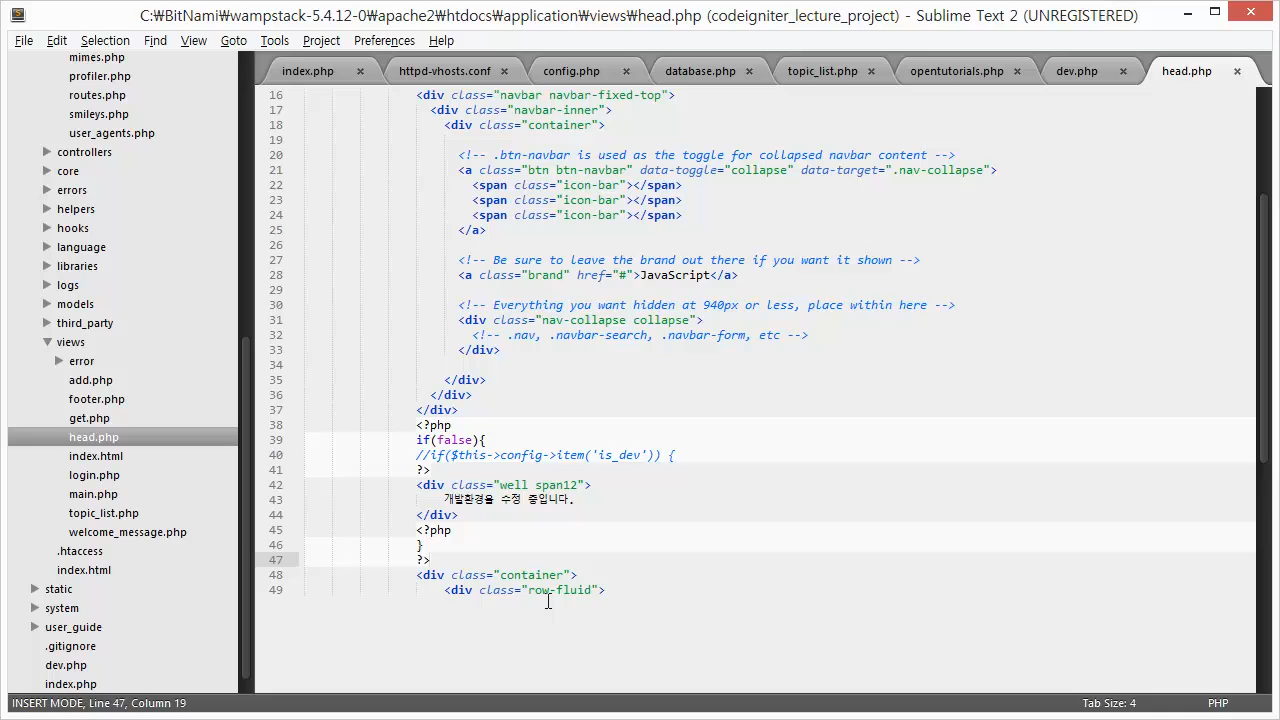 C:₩BitNami₩wampstack-5.4.12-0₩apache2₩htdocs₩application₩views₩head.php (codeigniter_lecture_project) - Sublime Text 2 (UNREGISTERED)
File Edit Selection Find View Goto Tools Project Preferences Help
index.php httpd-vhosts.conf config.php database.php topic_list.php opentutorials.php dev.php head.php
mimes.php
profiler.php
routes.php
smileys.php
user_agents.php
controllers
core
errors
helpers
hooks
language
libraries
logs
models
third_party
views
error
add.php
footer.php
get.php
head.php
index.html
login.php
main.php
topic_list.php
welcome_message.php
.htaccess
index.html
static
system
user_guide
.gitignore
dev.php
index.php
16 <div class="navbar navbar-fixed-top">
17 <div class="navbar-inner">
18 <div class="container">
19
20 <!-- .btn-navbar is used as the toggle for collapsed navbar content -->
21 <a class="btn btn-navbar" data-toggle="collapse" data-target=".nav-collapse">
22 <span class="icon-bar"></span>
23 <span class="icon-bar"></span>
24 <span class="icon-bar"></span>
25 </a>
26
27 <!-- Be sure to leave the brand out there if you want it shown -->
28 <a class="brand" href="#">JavaScript</a>
29
30 <!-- Everything you want hidden at 940px or less, place within here -->
31 <div class="nav-collapse collapse">
32 <!-- .nav, .navbar-search, .navbar-form, etc -->
33 </div>
34
35 </div>
36 </div>
37 </div>
38 <?php
39 if(false){
40 //if($this->config->item('is_dev')) {
41 ?>
42 <div class="well span12">
43 개발환경을 수정 중입니다.
44 </div>
45 <?php
46 }
47 ?>
48 <div class="container">
49 <div class="row-fluid">
INSERT MODE, Line 47, Column 19 Tab Size: 4 PHP